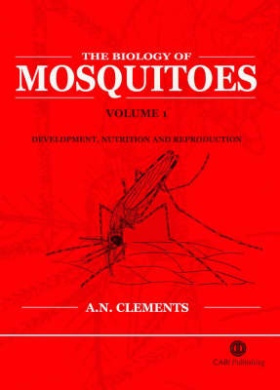 THE BIOLOGY OF
MOSQUITOES
VOLUME 1
DEVELOPMENT, NUTRITION AND REPRODUCTION
A.N. CLEMENTS
CABI Publishing